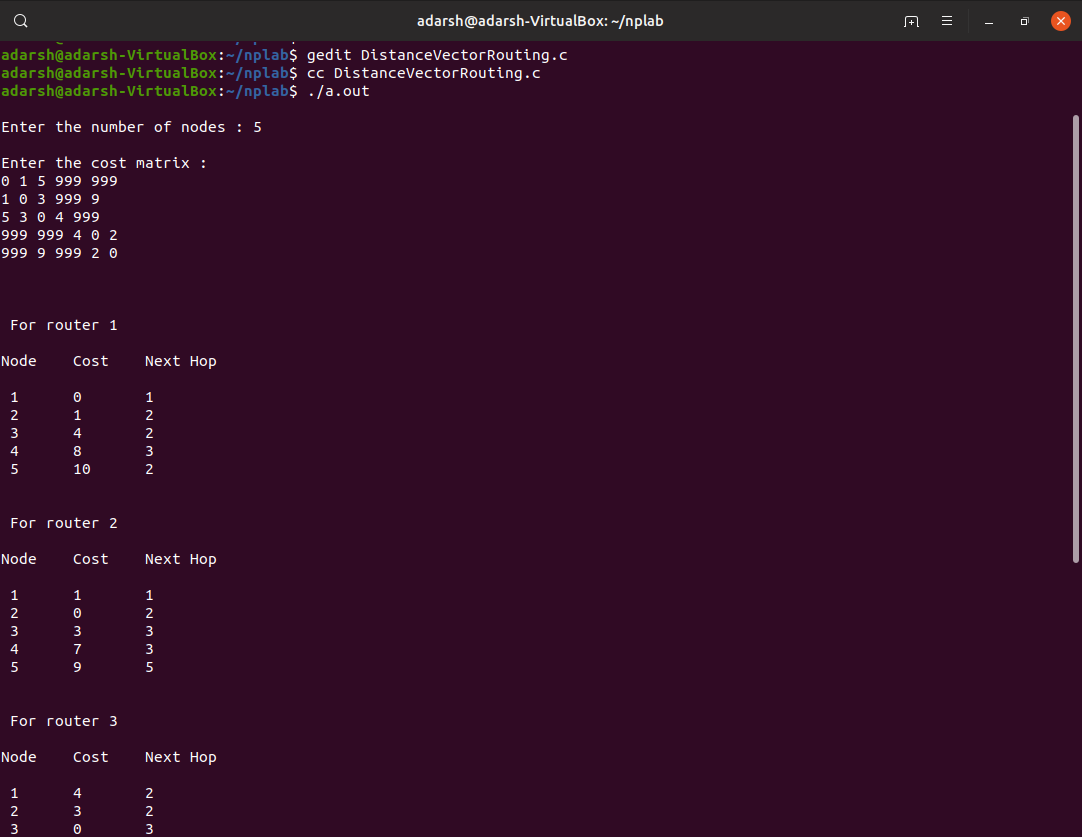 adarsh@adarsh-VirtualBox: ~/nplab
adarsh@adarsh-VirtualBox:~/nplab$ gedit DistanceVectorRouting.c
adarsh@adarsh-VirtualBox:~/nplab$ cc DistanceVectorRouting.c
adarsh@adarsh-VirtualBox:~/nplab$ ./a.out
Enter the number of nodes : 5
Enter the cost matrix :
0 1 5 999 999
1 0 3 999 9
5 3 0 4 999
999 999 4 0 2
999 9 999 2 0
For router 1
Node Cost Next Hop
1 0 1
2 1 2
3 4 2
4 8 3
5 10 2
For router 2
Node Cost Next Hop
1 1 1
2 0 2
3 3 3
4 7 3
5 9 5
For router 3
Node Cost Next Hop
1 4 2
2 3 2
3 0 3